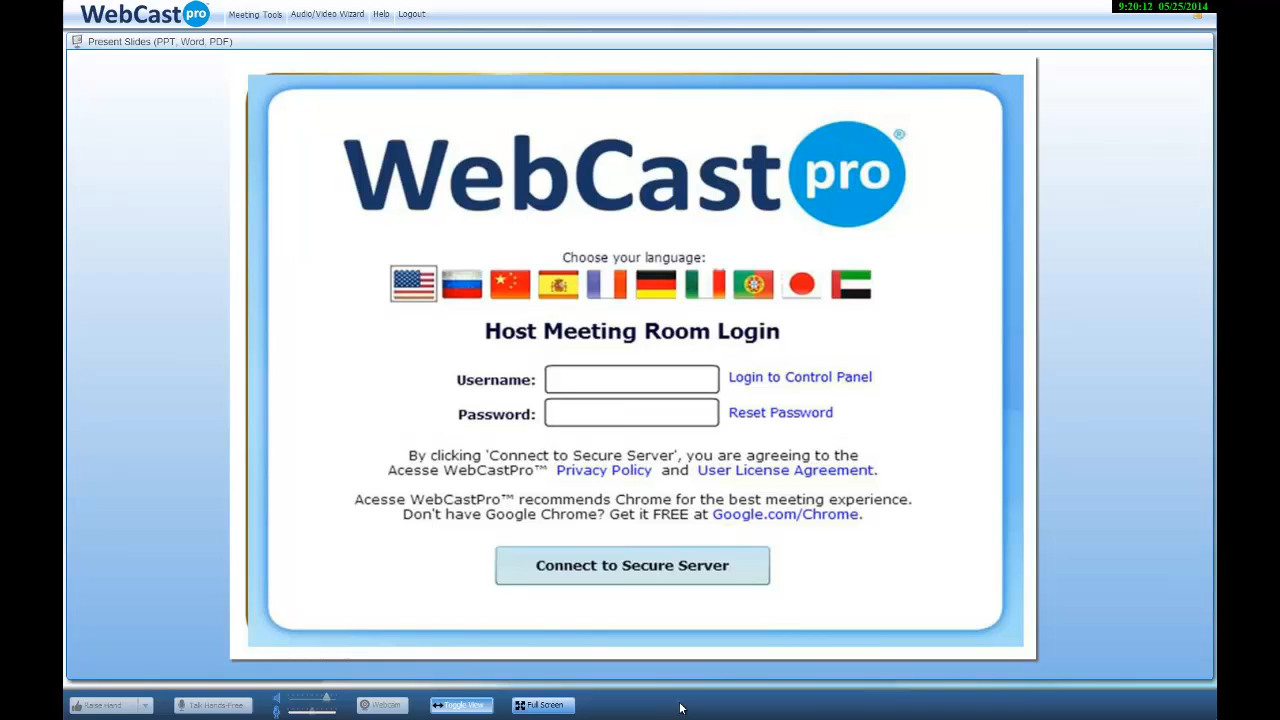 WebCast pro Meeting Tools Audio/Video Wizard Help Logout
9:20:12 05/25/2014
Present Slides (PPT, Word, PDF)
WebCast pro ®
Choose your language:
Host Meeting Room Login
Username: Login to Control Panel
Password: Reset Password
By clicking 'Connect to Secure Server', you are agreeing to the
Acesse WebCastPro™ Privacy Policy and User License Agreement.
Acesse WebCastPro™ recommends Chrome for the best meeting experience.
Don't have Google Chrome? Get it FREE at Google.com/Chrome.
Connect to Secure Server
Raise Hand Talk Hands-Free Webcam Toggle View Full Screen